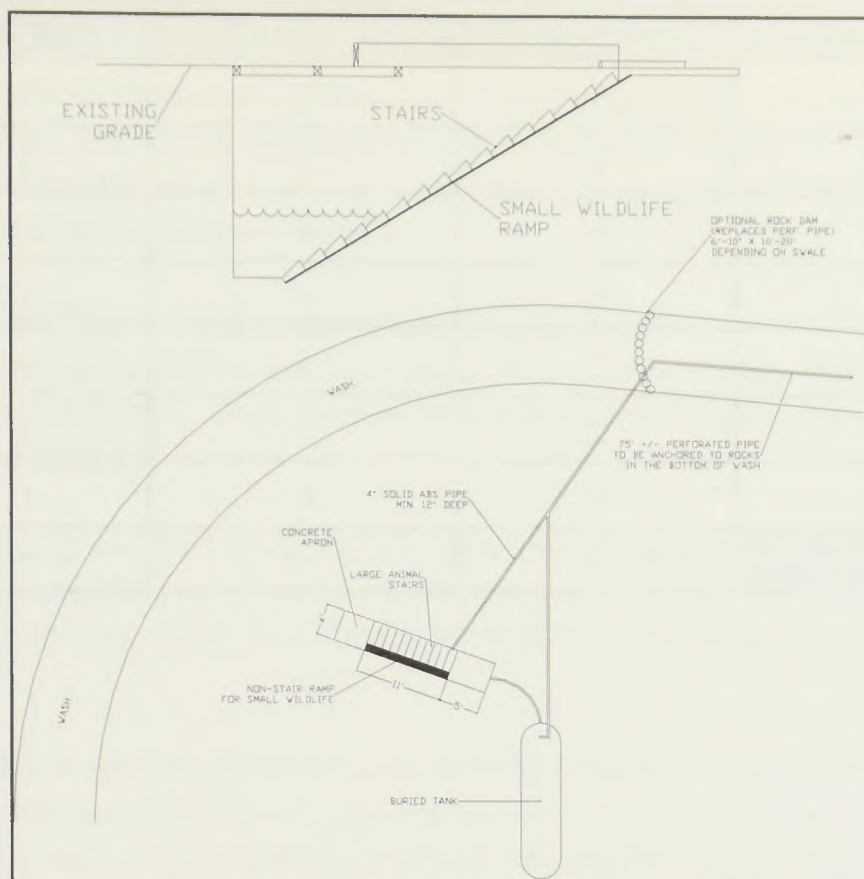 EXISTING
GRADE
STAIRS
SMALL WILDLIFE
RAMP
OPTIONAL ROCK DAM
(REPLACES PERF. PIPE)
6'-10" X 10'-20'
DEPENDING ON SWALE
WASH
75' +/- PERFORATED PIPE
TO BE ANCHORED TO ROCKS
IN THE BOTTOM OF WASH
4" SOLID ABS PIPE
MIN. 12" DEEP
CONCRETE
APRON
LARGE ANIMAL
STAIRS
4'
NON-STAIR RAMP
FOR SMALL WILDLIFE
11'
5'
WASH
BURIED TANK